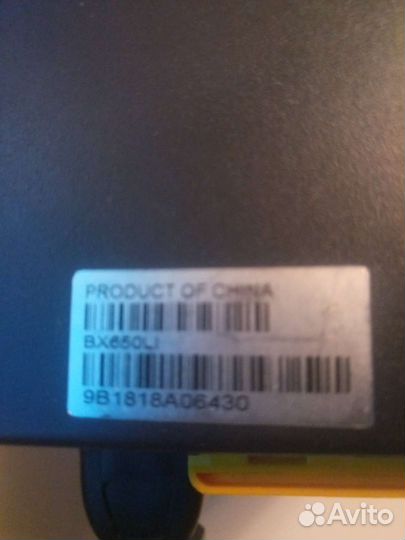 PRODUCT OF CHINA
BX650LI
9B1818A06430
Avito